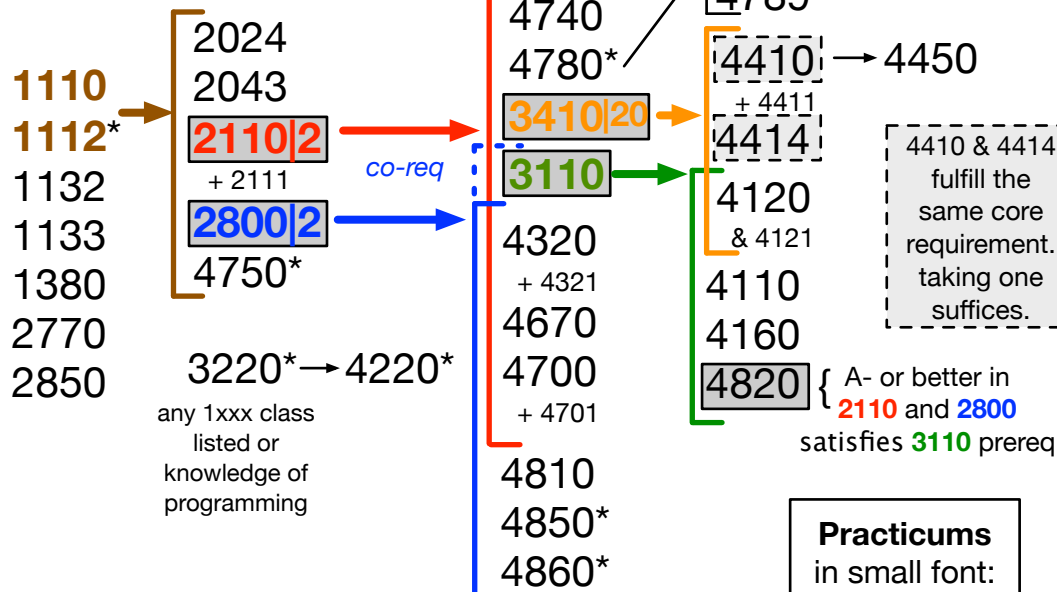 1110
1112*
1132
1133
1380
2770
2850
2024
2043
2110|2
+ 2111
2800|2
4750*
3220*
4220*
any 1xxx class
listed or
knowledge of
programming
co-req
4740
4780*
3410|20
3110
4320
+ 4321
4670
4700
+ 4701
4810
4850*
4860*
4789
4410
4450
+ 4411
4414
4120
& 4121
4110
4160
4820
{ A- or better in
2110 and 2800
satisfies 3110 prereq
4410 & 4414
fulfill the
same core
requirement.
taking one
suffices.
Practicums
in small font: